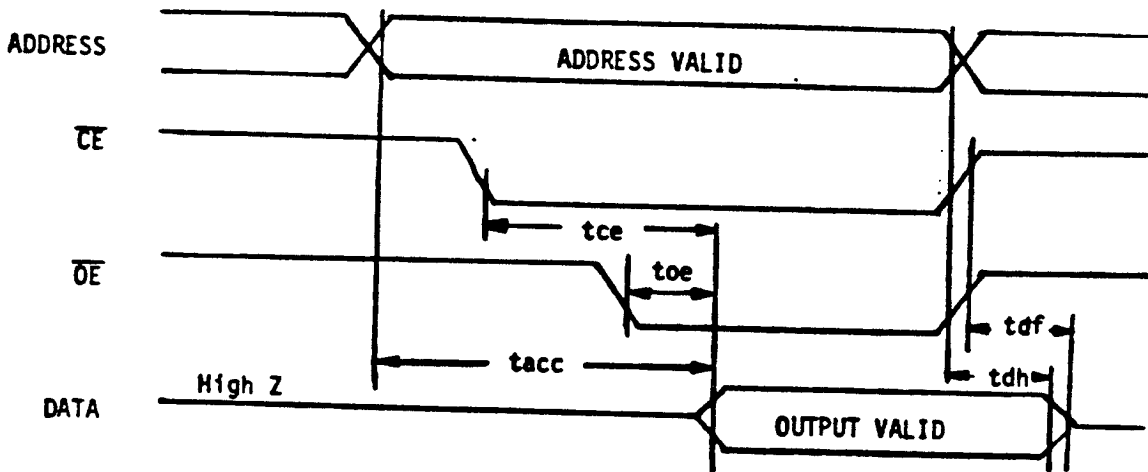 ADDRESS
ADDRESS VALID
CE
tce
OE
toe
tdf
tacc
tdh
High Z
DATA
OUTPUT VALID